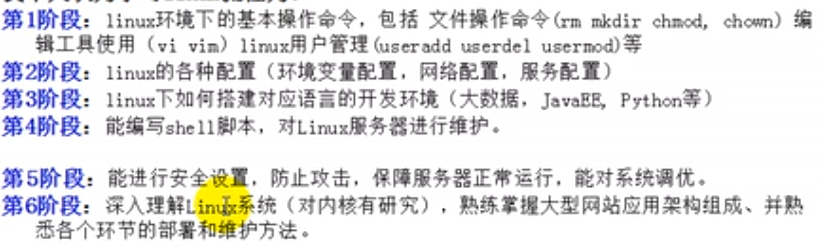 第1阶段：linux环境下的基本操作命令，包括 文件操作命令(rm mkdir chmod, chown) 编
辑工具使用（vi vim）linux用户管理(useradd userdel usermod)等
第2阶段：linux的各种配置（环境变量配置，网络配置，服务配置）
第3阶段：linux下如何搭建对应语言的开发环境（大数据，JavaEE, Python等）
第4阶段：能编写shell脚本，对Linux服务器进行维护。
第5阶段：能进行安全设置，防止攻击，保障服务器正常运行，能对系统调优。
第6阶段：深入理解Linux系统（对内核有研究），熟练掌握大型网站应用架构组成、并熟
悉各个环节的部署和维护方法。